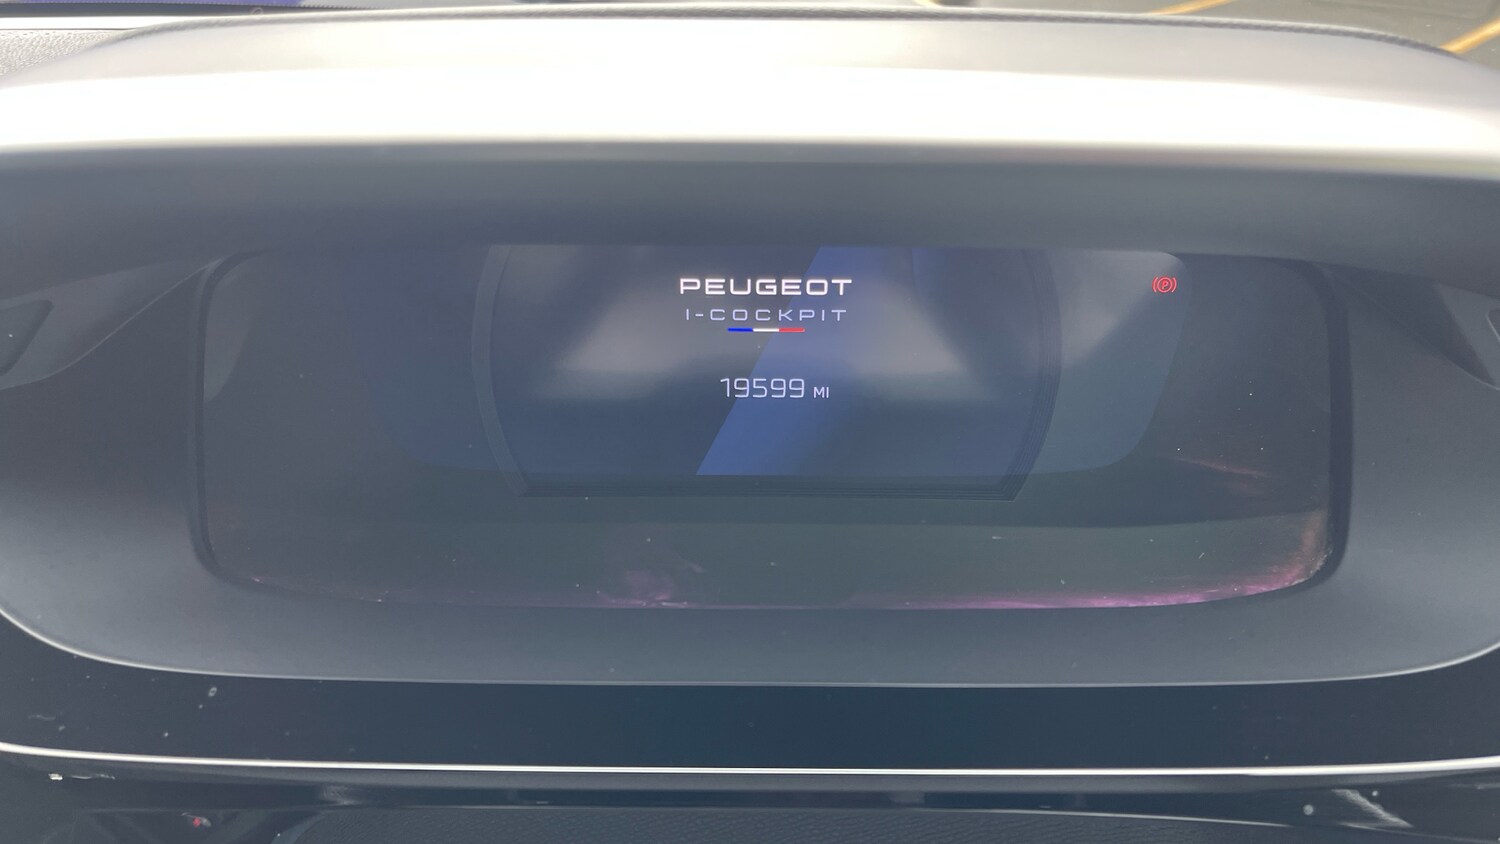 PEUGEOT
I-COCKPIT
19599 MI
(P)